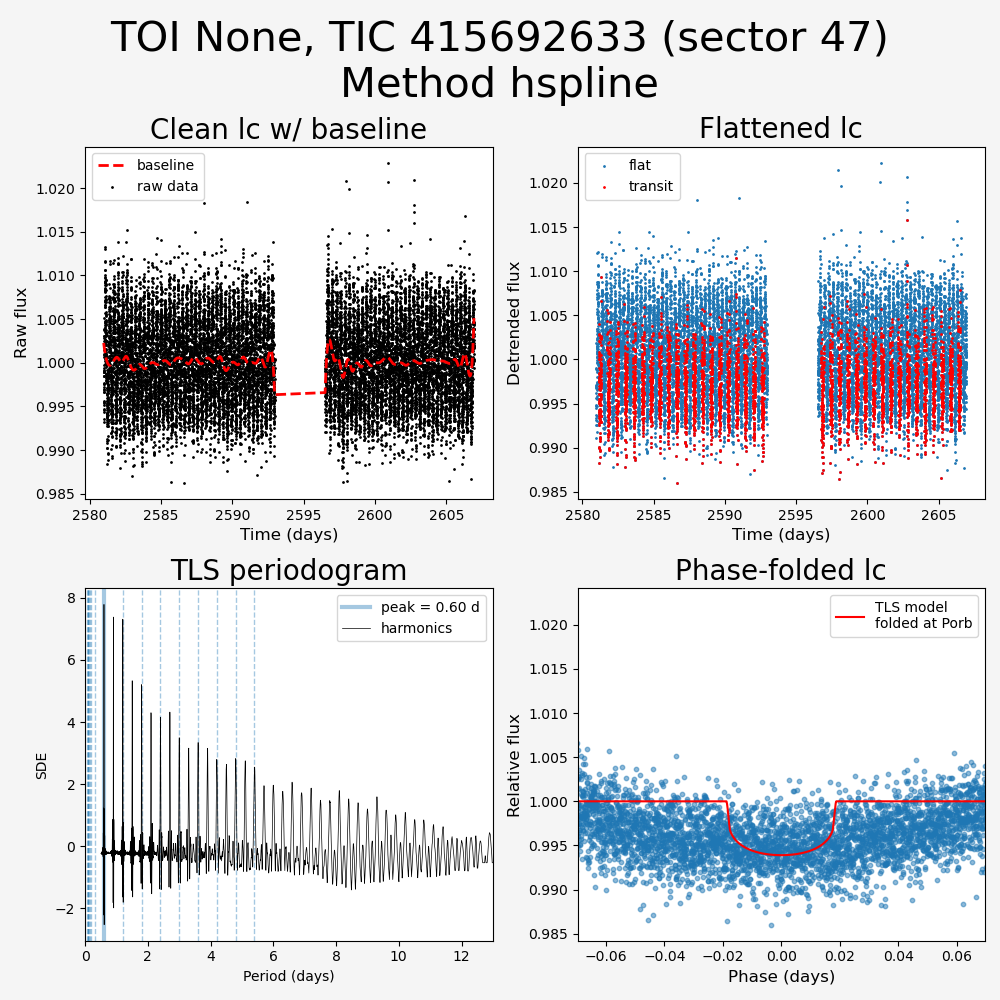 TOI None, TIC 415692633 (sector 47)
Method hspline
Clean lc w/ baseline
baseline
raw data
1.020
1.015
1.010
1.005
1.000
0.995
0.990
0.985
Raw flux
2580 2585 2590 2595 2600 2605
Time (days)
Flattened lc
flat
transit
1.020
1.015
1.010
1.005
1.000
0.995
0.990
0.985
Detrended flux
2580 2585 2590 2595 2600 2605
Time (days)
TLS periodogram
peak = 0.60 d
harmonics
8
6
4
2
0
−2
SDE
0 2 4 6 8 10 12
Period (days)
Phase-folded lc
TLS model
folded at Porb
1.020
1.015
1.010
1.005
1.000
0.995
0.990
0.985
Relative flux
−0.06 −0.04 −0.02 0.00 0.02 0.04 0.06
Phase (days)